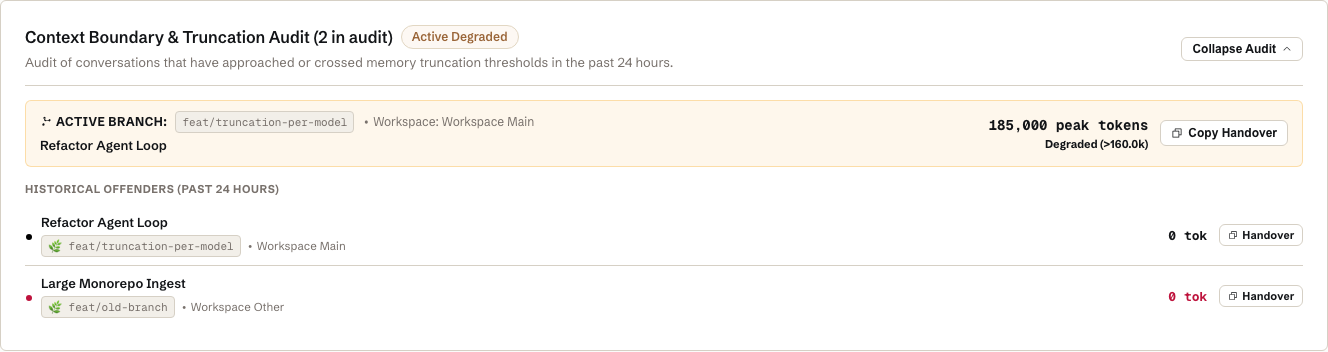 Context Boundary & Truncation Audit (2 in audit) Active Degraded
Audit of conversations that have approached or crossed memory truncation thresholds in the past 24 hours.
Collapse Audit
ACTIVE BRANCH: feat/truncation-per-model • Workspace: Workspace Main
Refactor Agent Loop
185,000 peak tokens
Degraded (>160.0k)
Copy Handover
HISTORICAL OFFENDERS (PAST 24 HOURS)
Refactor Agent Loop
feat/truncation-per-model • Workspace Main
0 tok Handover
Large Monorepo Ingest
feat/old-branch • Workspace Other
0 tok Handover